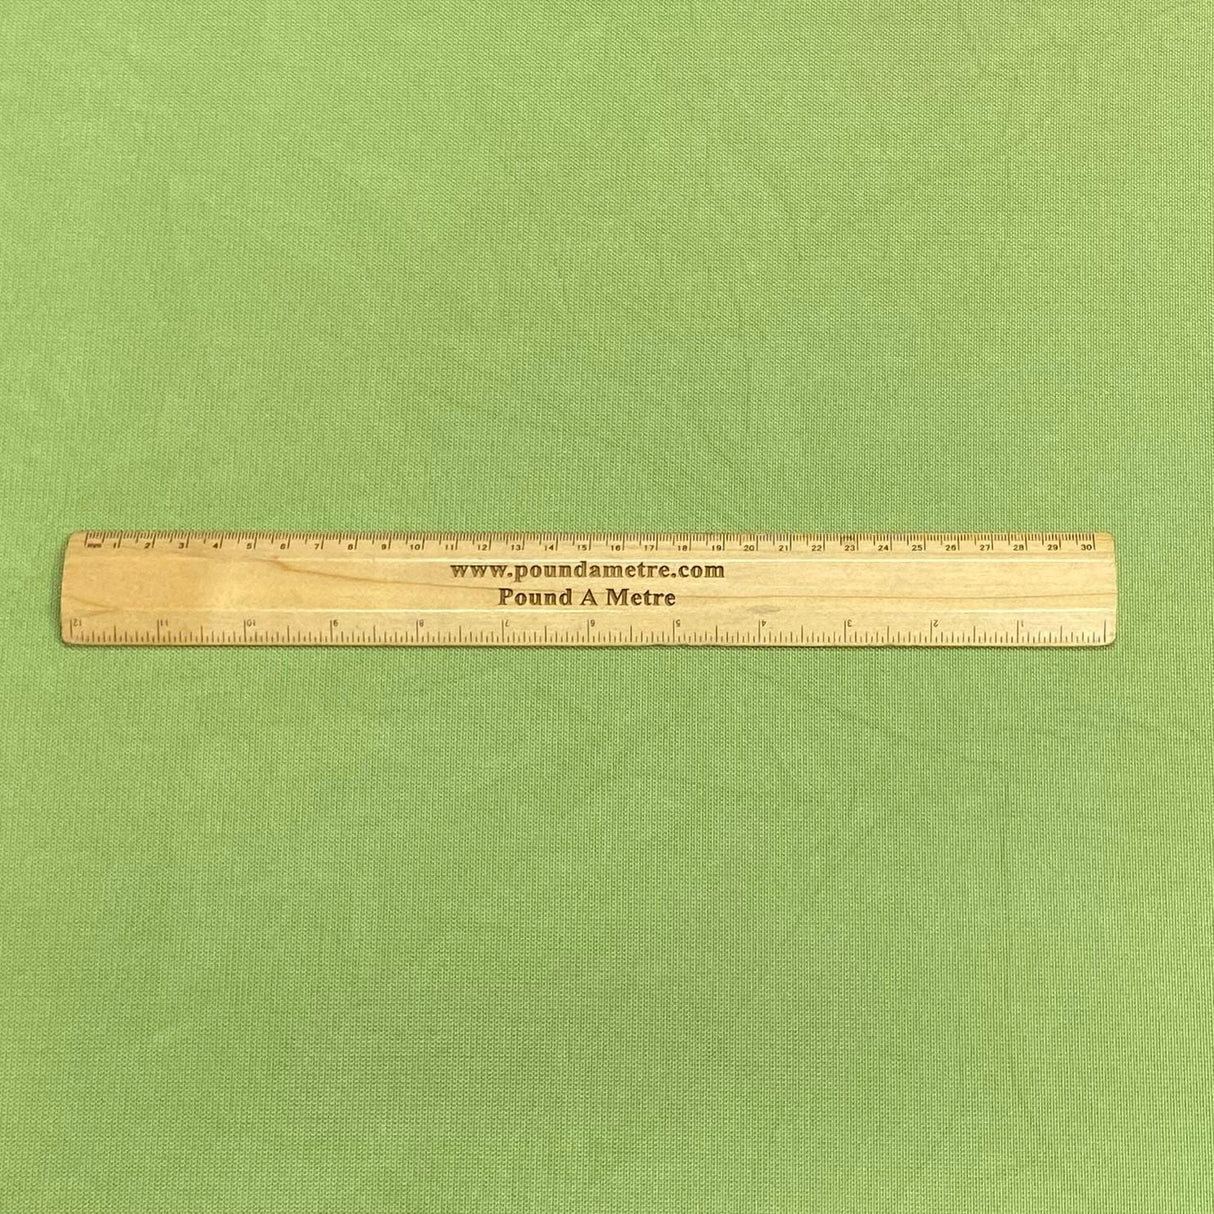 mm 1 2 3 4 5 6 7 8 9 10 11 12 13 14 15 16 17 18 19 20 21 22 23 24 25 26 27 28 29 30
www.poundametre.com
Pound A Metre
12 11 10 9 8 7 6 5 4 3 2 1